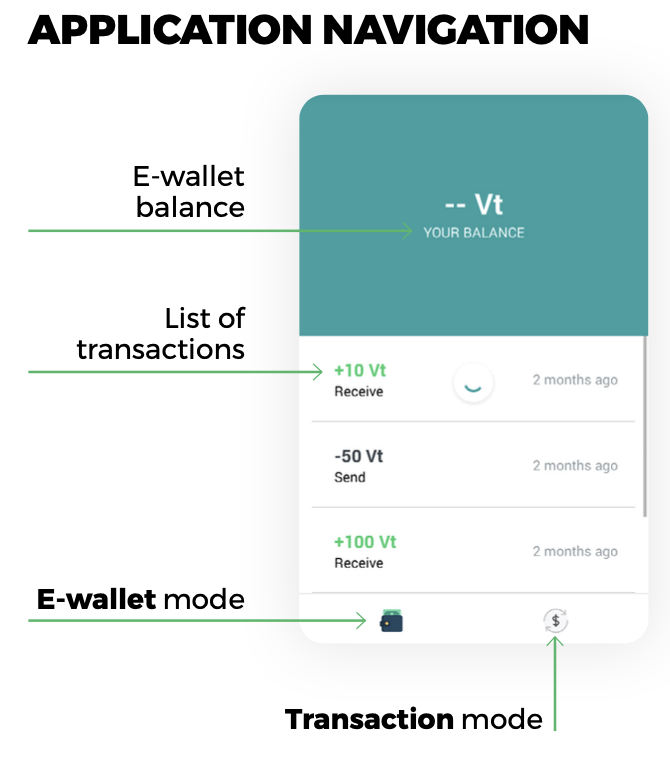 APPLICATION NAVIGATION
E-wallet
balance
-- Vt
YOUR BALANCE
List of
transactions
+10 Vt
Receive
2 months ago
-50 Vt
Send
2 months ago
+100 Vt
Receive
2 months ago
E-wallet mode
$
Transaction mode